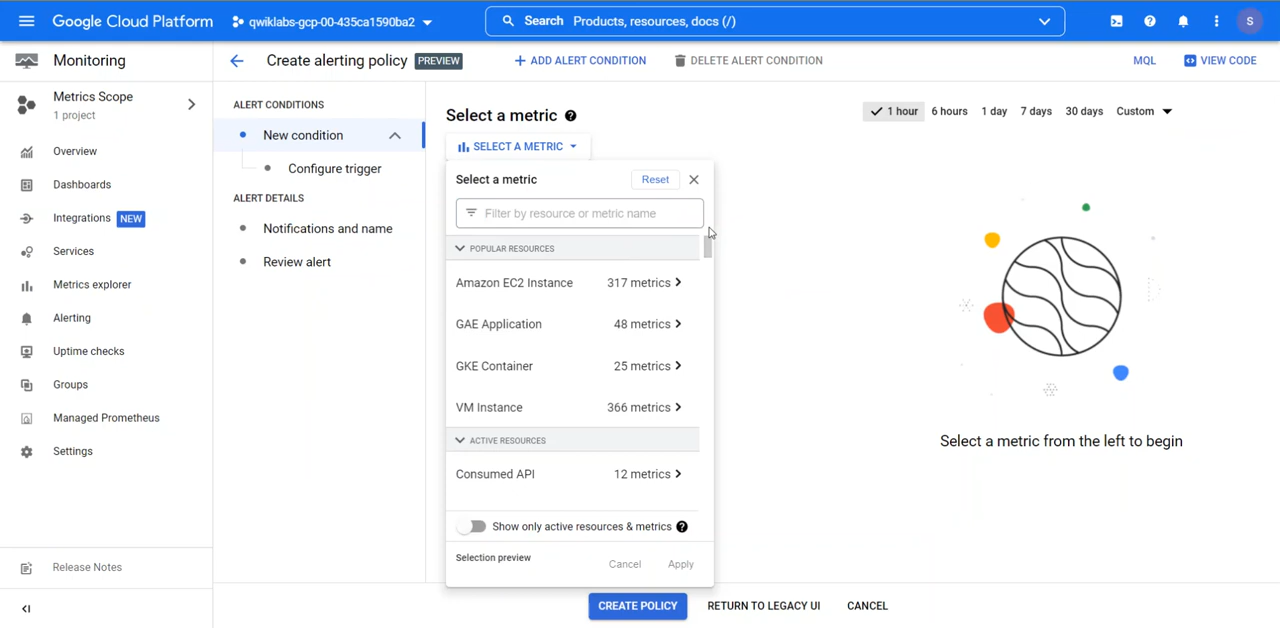 Google Cloud Platform
qwiklabs-gcp-00-435ca1590ba2
Search Products, resources, docs (/)
S
Monitoring
Create alerting policy PREVIEW
ADD ALERT CONDITION
DELETE ALERT CONDITION
MQL
VIEW CODE
Metrics Scope
1 project
Overview
Dashboards
Integrations NEW
Services
Metrics explorer
Alerting
Uptime checks
Groups
Managed Prometheus
Settings
Release Notes
ALERT CONDITIONS
New condition
Configure trigger
ALERT DETAILS
Notifications and name
Review alert
Select a metric
SELECT A METRIC
1 hour 6 hours 1 day 7 days 30 days Custom
Select a metric
Reset
Filter by resource or metric name
POPULAR RESOURCES
Amazon EC2 Instance 317 metrics
GAE Application 48 metrics
GKE Container 25 metrics
VM Instance 366 metrics
ACTIVE RESOURCES
Consumed API 12 metrics
Show only active resources & metrics
Selection preview
Cancel
Apply
Select a metric from the left to begin
CREATE POLICY
RETURN TO LEGACY UI
CANCEL